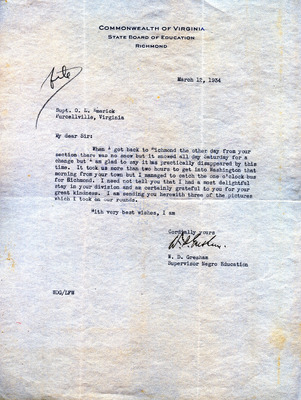 COMMONWEALTH OF VIRGINIA
STATE BOARD OF EDUCATION
RICHMOND
March 12, 1934
file
Supt. O. L. Emerick
Purcellville, Virginia
My dear Sir:
When I got back to Richmond the other day from your
section there was no snow but it snowed all day Saturday for a
change but I am glad to say it has practically disappeared by this
time. It took us more than two hours to get into Washington that
morning from your town but I managed to catch the one o'clock bus
for Richmond. I need not tell you that I had a most delightful
stay in your division and am certainly grateful to you for your
great kindness. I am sending you herewith three of the pictures
which I took on our rounds.
With very best wishes, I am
Cordially yours
W. D. Gresham
W. D. Gresham
Supervisor Negro Education
WDG/LFW